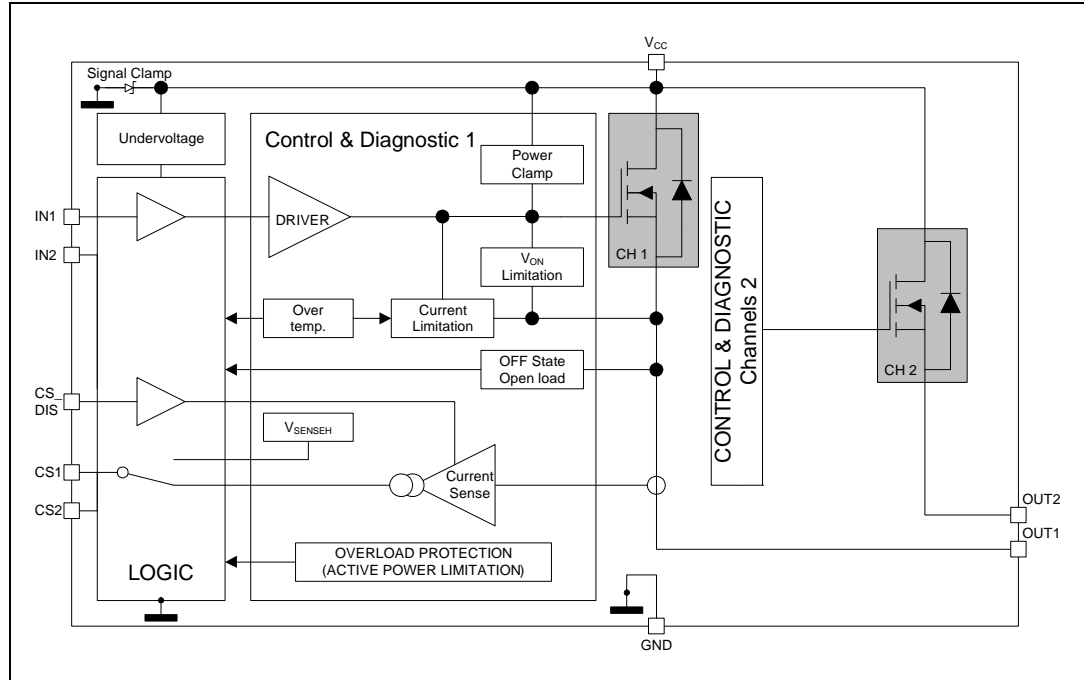 VCC
Signal Clamp
Undervoltage
Control & Diagnostic 1
Power
Clamp
IN1
DRIVER
CH 1
IN2
VON
Limitation
Over
temp.
Current
Limitation
CONTROL & DIAGNOSTIC
Channels 2
CH 2
OFF State
Open load
CS_
DIS
VSENSEH
CS1
Current
Sense
CS2
OUT2
OUT1
OVERLOAD PROTECTION
(ACTIVE POWER LIMITATION)
LOGIC
GND